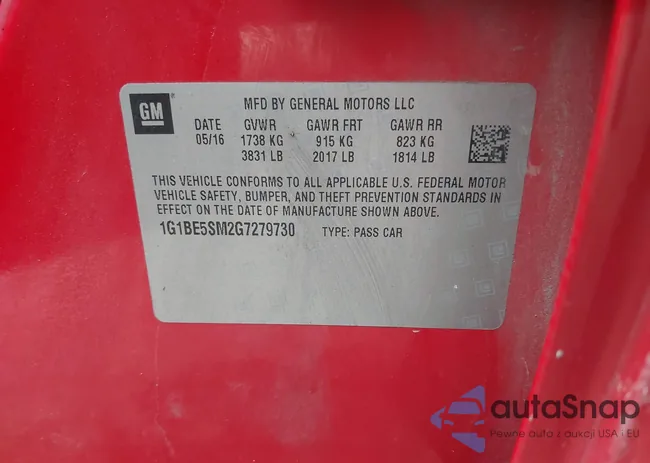 GM
MFD BY GENERAL MOTORS LLC
DATE GVWR GAWR FRT GAWR RR
05/16 1738 KG 915 KG 823 KG
3831 LB 2017 LB 1814 LB
THIS VEHICLE CONFORMS TO ALL APPLICABLE U.S. FEDERAL MOTOR
VEHICLE SAFETY, BUMPER, AND THEFT PREVENTION STANDARDS IN
EFFECT ON THE DATE OF MANUFACTURE SHOWN ABOVE.
1G1BE5SM2G7279730 TYPE: PASS CAR
autaSnap
Pewne auto z aukcji USA i EU